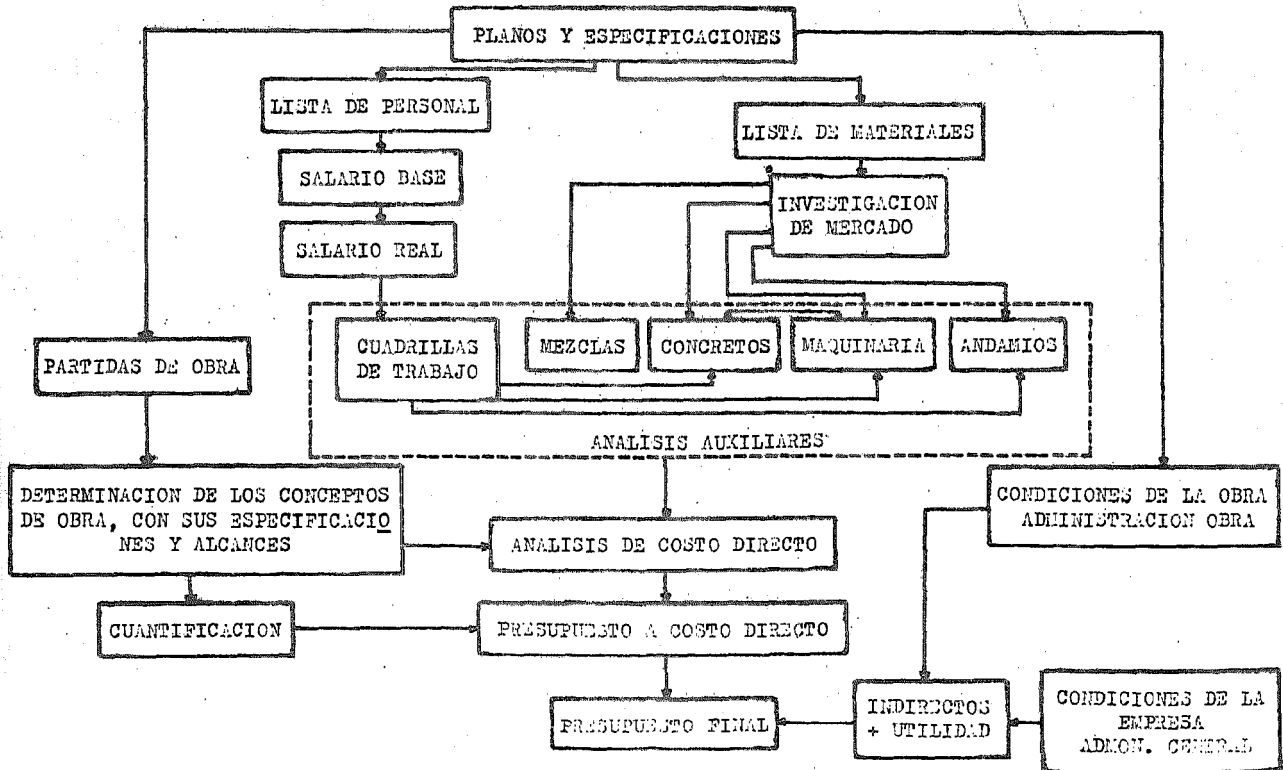 PLANOS Y ESPECIFICACIONES
LISTA DE PERSONAL
LISTA DE MATERIALES
SALARIO BASE
INVESTIGACION
DE MERCADO
SALARIO REAL
CUADRILLAS
DE TRABAJO
MEZCLAS
CONCRETOS
MAQUINARIA
ANDAMIOS
PARTIDAS DE OBRA
ANALISIS AUXILIARES
DETERMINACION DE LOS CONCEPTOS
DE OBRA, CON SUS ESPECIFICACIO
NES Y ALCANCES
CONDICIONES DE LA OBRA
ADMINISTRACION OBRA
ANALISIS DE COSTO DIRECTO
CUANTIFICACION
PRESUPUESTO A COSTO DIRECTO
PRESUPUESTO FINAL
INDIRECTOS
+ UTILIDAD
CONDICIONES DE LA
EMPRESA
ADMON. CENTRAL